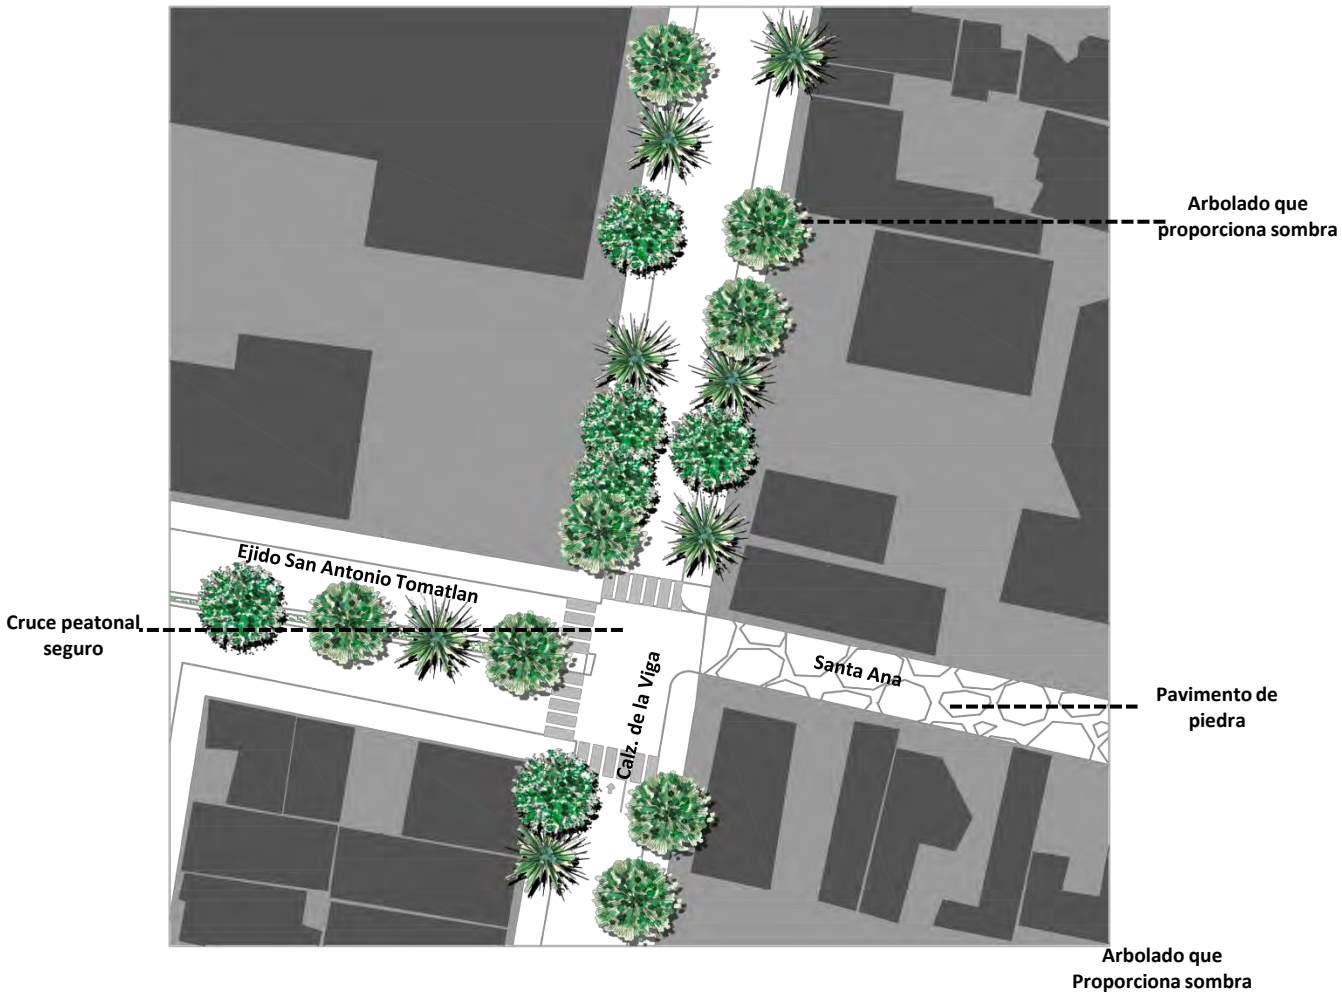 Arbolado que
proporciona sombra
Ejido San Antonio Tomatlan
Cruce peatonal
seguro
Calz. de la Viga
Santa Ana
Pavimento de
piedra
Arbolado que
Proporciona sombra